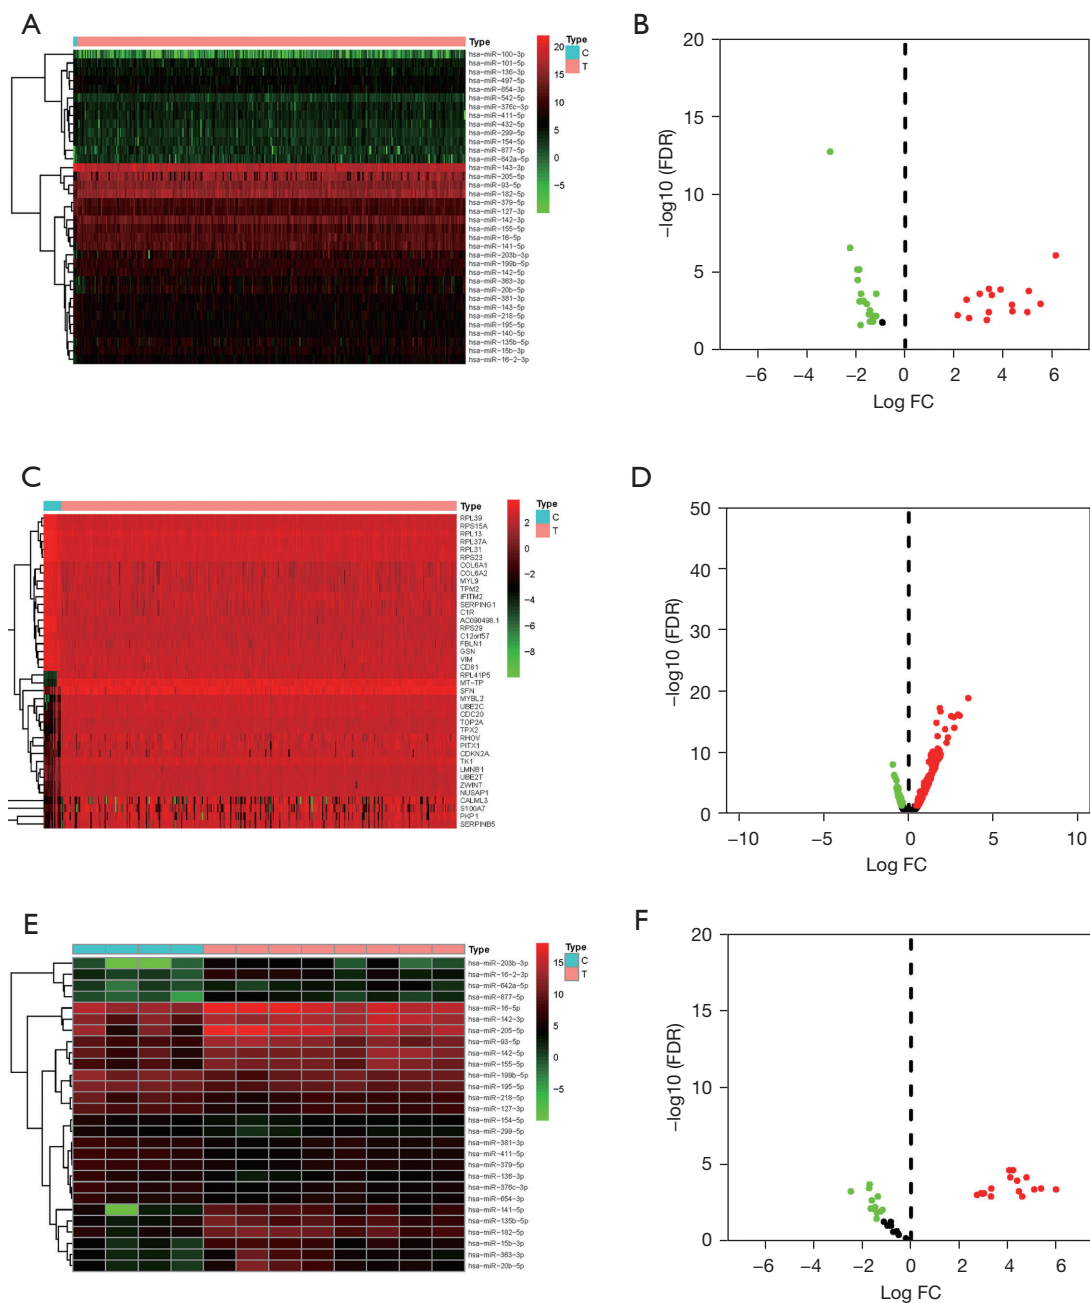 A
Type
hsa-miR-100-3p
hsa-miR-101-5p
hsa-miR-136-3p
hsa-miR-497-5p
hsa-miR-654-3p
hsa-miR-542-5p
hsa-miR-376c-3p
hsa-miR-411-5p
hsa-miR-432-5p
hsa-miR-299-5p
hsa-miR-154-5p
hsa-miR-877-5p
hsa-miR-642a-5p
hsa-miR-143-3p
hsa-miR-205-5p
hsa-miR-93-5p
hsa-miR-182-5p
hsa-miR-379-5p
hsa-miR-127-3p
hsa-miR-142-3p
hsa-miR-155-5p
hsa-miR-16-5p
hsa-miR-141-5p
hsa-miR-203b-3p
hsa-miR-199b-5p
hsa-miR-142-5p
hsa-miR-363-3p
hsa-miR-20b-5p
hsa-miR-381-3p
hsa-miR-143-5p
hsa-miR-218-5p
hsa-miR-195-5p
hsa-miR-140-5p
hsa-miR-135b-5p
hsa-miR-15b-3p
hsa-miR-16-2-3p
20
15
10
5
0
−5
Type
C
T
B
−log10 (FDR)
20
15
10
5
0
−6 −4 −2 0 2 4 6
Log FC
C
Type
RPL39
RPS15A
RPL13
RPL37A
RPL31
RPS23
COL6A1
COL6A2
MYL9
TPM2
IFITM2
SERPING1
C1R
AC090498.1
RPS29
C12orf57
FBLN1
GSN
VIM
CD81
RPL41P5
MT-TP
SFN
MYBL2
UBE2C
CDC20
TOP2A
TPX2
RHOV
PITX1
CDKN2A
TK1
LMNB1
UBE2T
ZWINT
NUSAP1
CALML3
S100A7
PKP1
SERPINB5
2
0
−2
−4
−6
−8
Type
C
T
D
−log10 (FDR)
50
40
30
20
10
0
−10 −5 0 5 10
Log FC
E
Type
hsa-miR-203b-3p
hsa-miR-16-2-3p
hsa-miR-642a-5p
hsa-miR-877-5p
hsa-miR-16-5p
hsa-miR-142-3p
hsa-miR-205-5p
hsa-miR-93-5p
hsa-miR-142-5p
hsa-miR-155-5p
hsa-miR-199b-5p
hsa-miR-195-5p
hsa-miR-218-5p
hsa-miR-127-3p
hsa-miR-154-5p
hsa-miR-299-5p
hsa-miR-381-3p
hsa-miR-411-5p
hsa-miR-379-5p
hsa-miR-136-3p
hsa-miR-376c-3p
hsa-miR-654-3p
hsa-miR-141-5p
hsa-miR-135b-5p
hsa-miR-182-5p
hsa-miR-15b-3p
hsa-miR-363-3p
hsa-miR-20b-5p
15
10
5
0
−5
Type
C
T
F
−log10 (FDR)
20
15
10
5
0
−6 −4 −2 0 2 4 6
Log FC